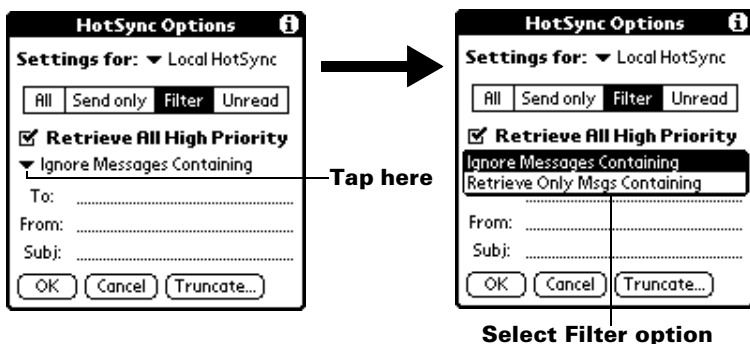 HotSync Options
Settings for: Local HotSync
All Send only Filter Unread
Retrieve All High Priority
Ignore Messages Containing
To:
From:
Subj:
OK Cancel Truncate...
Tap here
HotSync Options
Settings for: Local HotSync
All Send only Filter Unread
Retrieve All High Priority
Ignore Messages Containing
Retrieve Only Msgs Containing
From:
Subj:
OK Cancel Truncate...
Select Filter option